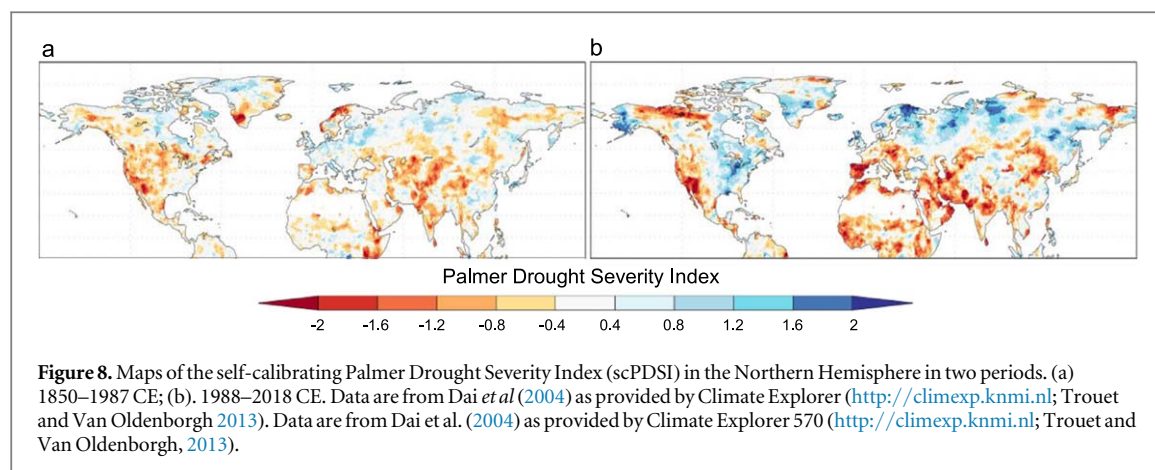 a
b
Palmer Drought Severity Index
-2 -1.6 -1.2 -0.8 -0.4 0.4 0.8 1.2 1.6 2
Figure 8. Maps of the self-calibrating Palmer Drought Severity Index (scPDSI) in the Northern Hemisphere in two periods. (a)
1850–1987 CE; (b). 1988–2018 CE. Data are from Dai et al (2004) as provided by Climate Explorer (http://climexp.knmi.nl; Trouet
and Van Oldenborgh 2013). Data are from Dai et al. (2004) as provided by Climate Explorer 570 (http://climexp.knmi.nl; Trouet and
Van Oldenborgh, 2013).